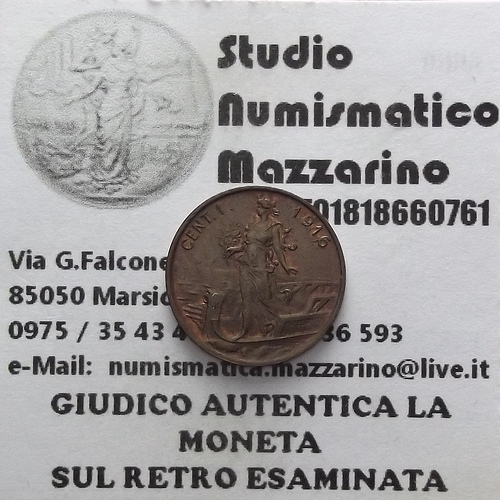 Studio
Numismatico
Mazzarino
01818660761
CENT. 1 1915
Via G.Falcone
85050 Marsic
0975 / 35 43 4 36 593
e-Mail: numismatica.mazzarino@live.it
GIUDICO AUTENTICA LA
MONETA
SUL RETRO ESAMINATA